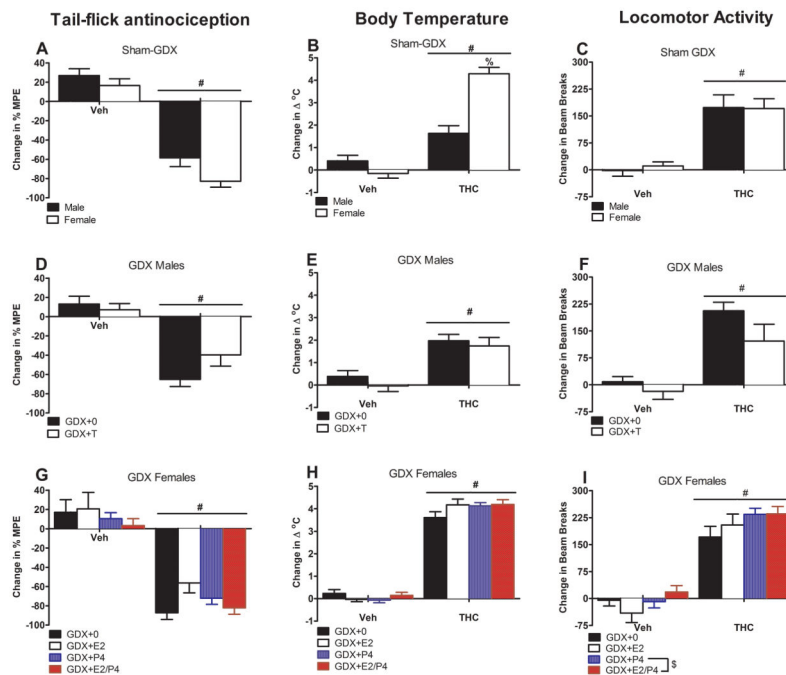 Tail-flick antinociception
Body Temperature
Locomotor Activity
A
Sham-GDX
Change in % MPE
40
20
0
-20
-40
-60
-80
-100
Veh
#
Male
Female
B
Sham-GDX
Change in Δ °C
5
4
3
2
1
0
-1
#
%
Veh
THC
Male
Female
C
Sham GDX
Change in Beam Breaks
300
225
150
75
0
-75
#
Veh
THC
Male
Female
D
GDX Males
Change in % MPE
40
20
0
-20
-40
-60
-80
-100
Veh
#
GDX+0
GDX+T
E
GDX Males
Change in Δ °C
5
4
3
2
1
0
-1
#
Veh
THC
GDX+0
GDX+T
F
GDX Males
Change in Beam Breaks
300
225
150
75
0
-75
#
Veh
THC
GDX+0
GDX+T
G
GDX Females
Change in % MPE
40
20
0
-20
-40
-60
-80
-100
Veh
#
GDX+0
GDX+E2
GDX+P4
GDX+E2/P4
H
GDX Females
Change in Δ °C
5
4
3
2
1
0
-1
#
Veh
THC
GDX+0
GDX+E2
GDX+P4
GDX+E2/P4
I
GDX Females
Change in Beam Breaks
300
225
150
75
0
-75
#
Veh
THC
GDX+0
GDX+E2
GDX+P4
GDX+E2/P4
$